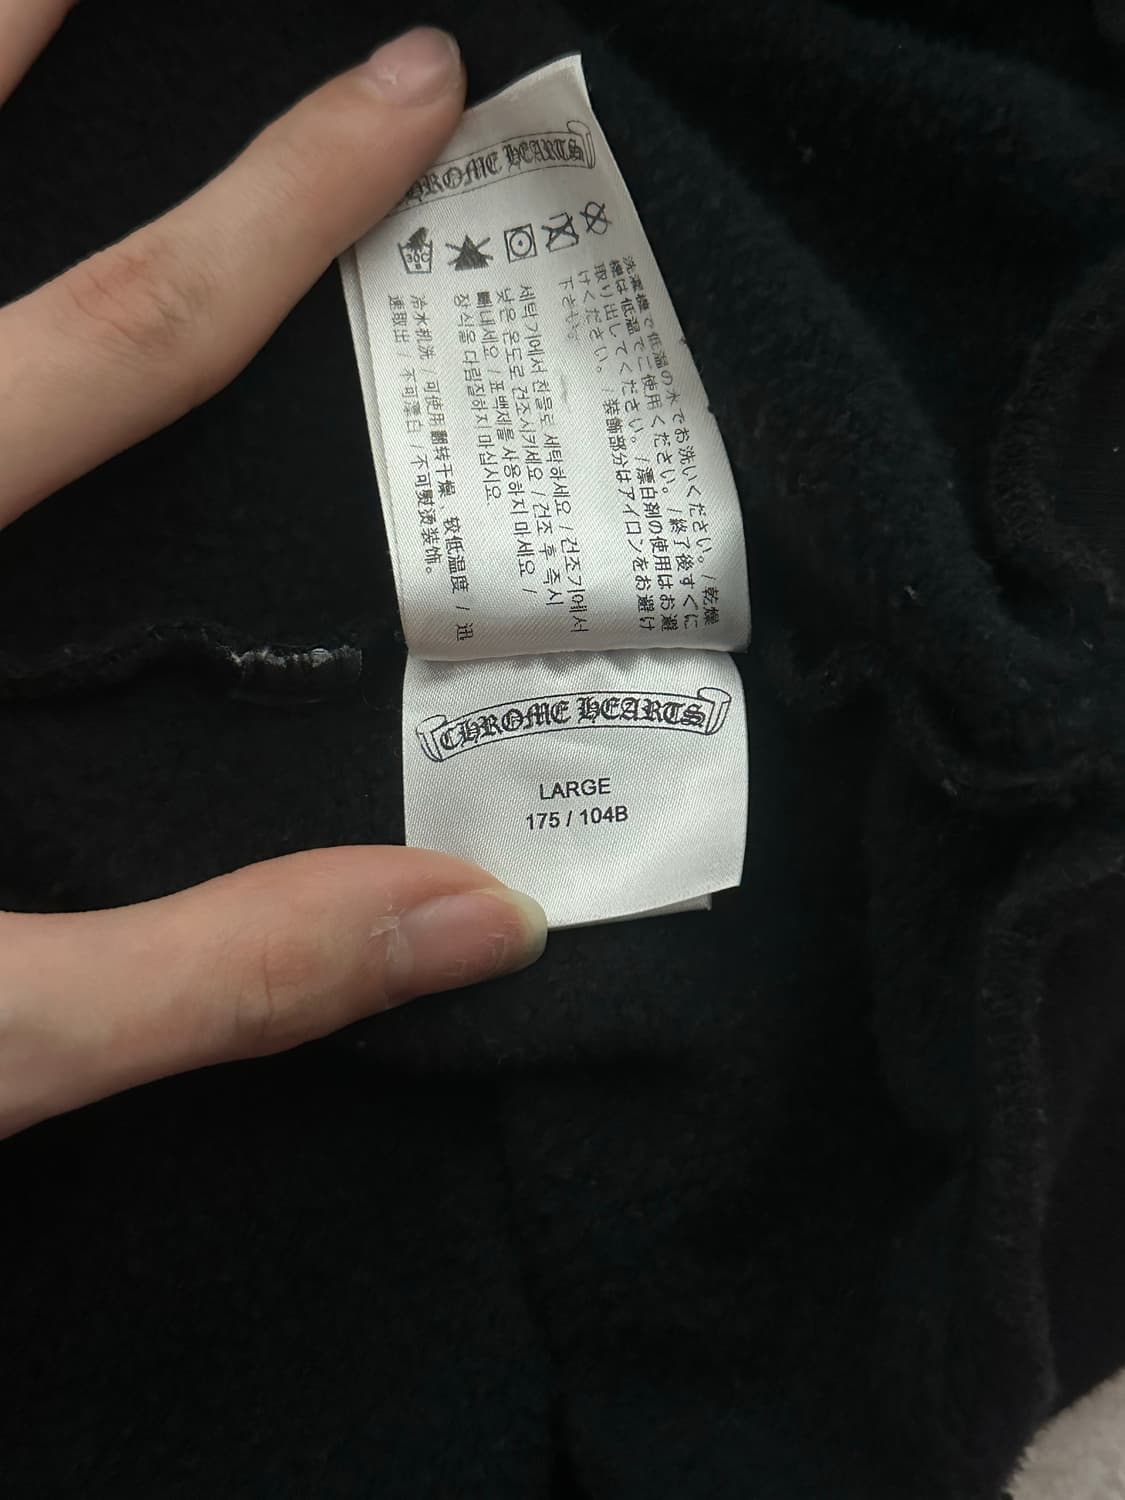 CHROME HEARTS
30C
洗濯機で低温の水でお洗いください。/乾燥
機は低温でご使用ください。/終了後すぐに
取り出してください。/漂白剤の使用はお避
けください。/装飾部分はアイロンをお避け
下さい。
세탁기에서 찬물로 세탁하세요 / 건조기에서
낮은 온도로 건조시키세요 / 건조 후 즉시
빼내세요 / 표백제를 사용하지 마세요 /
장식을 다림질하지 마십시오.
冷水机洗 / 可使用翻转干燥、较低温度 / 迅
速取出 / 不可漂白 / 不可熨烫装饰。
CHROME HEARTS
LARGE
175 / 104B